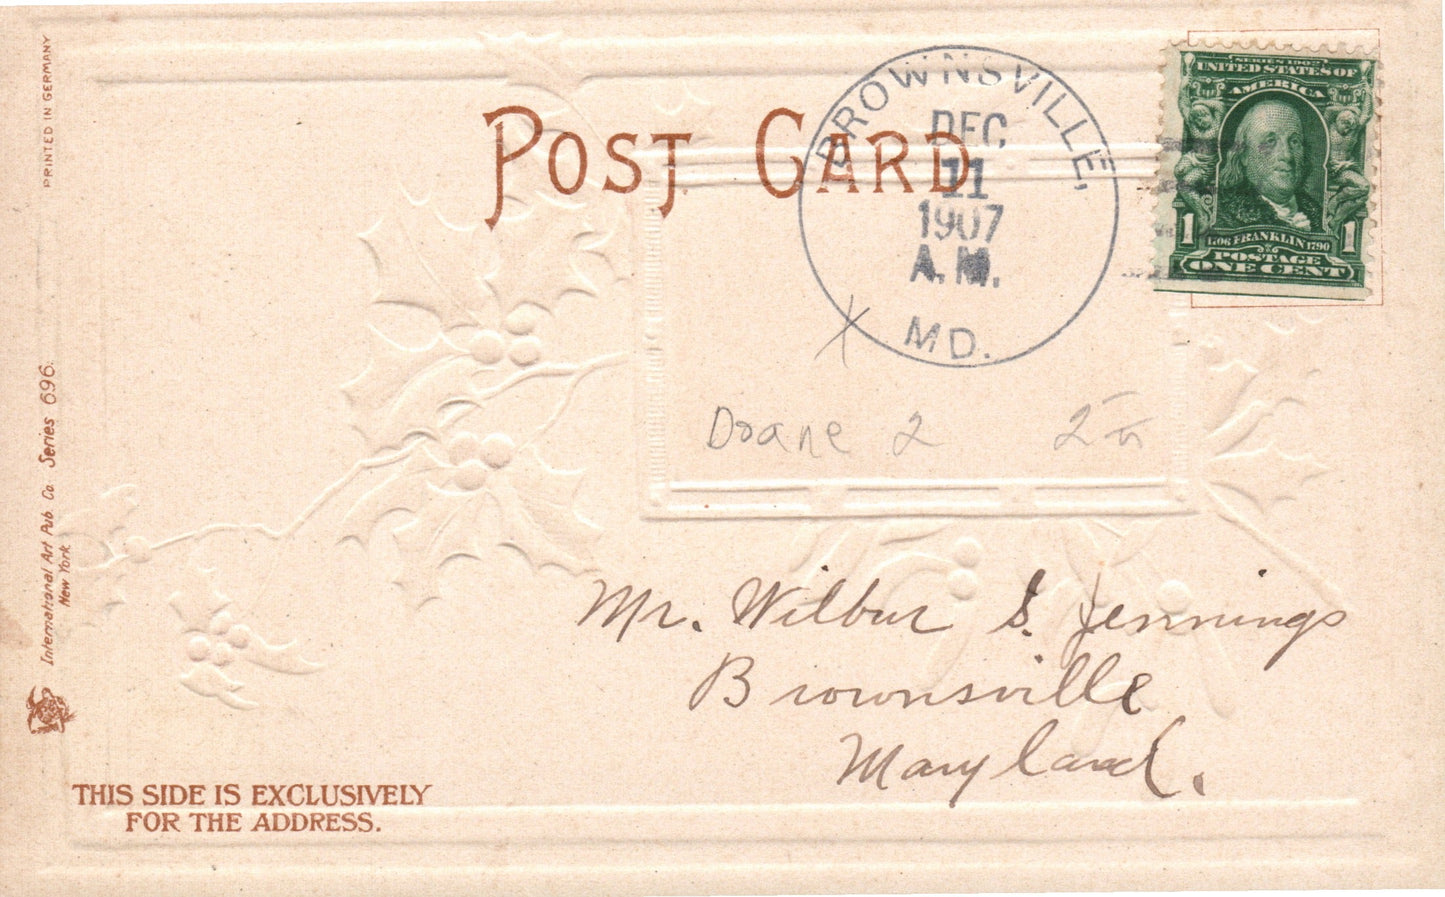 PRINTED IN GERMANY
POST CARD
BROWNSVILLE,
DEC
11
1907
A.M.
MD.
SERIES 1902
UNITED STATES OF
AMERICA
1 1706 FRANKLIN 1790 1
POSTAGE
ONE CENT
Doane 2
International Art Pub. Co. Series 696.
New York
Mr. Wilbur S. Jennings
Brownsville
Maryland.
THIS SIDE IS EXCLUSIVELY
FOR THE ADDRESS.